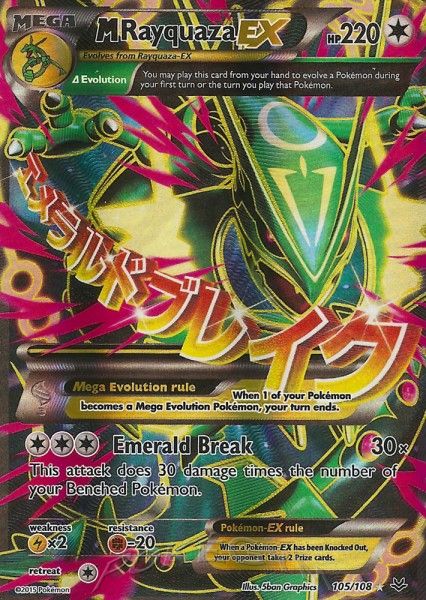 MEGA M Rayquaza EX HP220
Evolves from Rayquaza-EX
Δ Evolution
You may play this card from your hand to evolve a Pokémon during
your first turn or the turn you play that Pokémon.
エメラルドブレイク
Mega Evolution rule
When 1 of your Pokémon
becomes a Mega Evolution Pokémon, your turn ends.
Emerald Break 30×
This attack does 30 damage times the number of
your Benched Pokémon.
weakness resistance
×2 -20
Pokémon-EX rule
When a Pokémon-EX has been Knocked Out,
your opponent takes 2 Prize cards.
retreat
©2015 Pokémon
Illus. 5ban Graphics
105/108